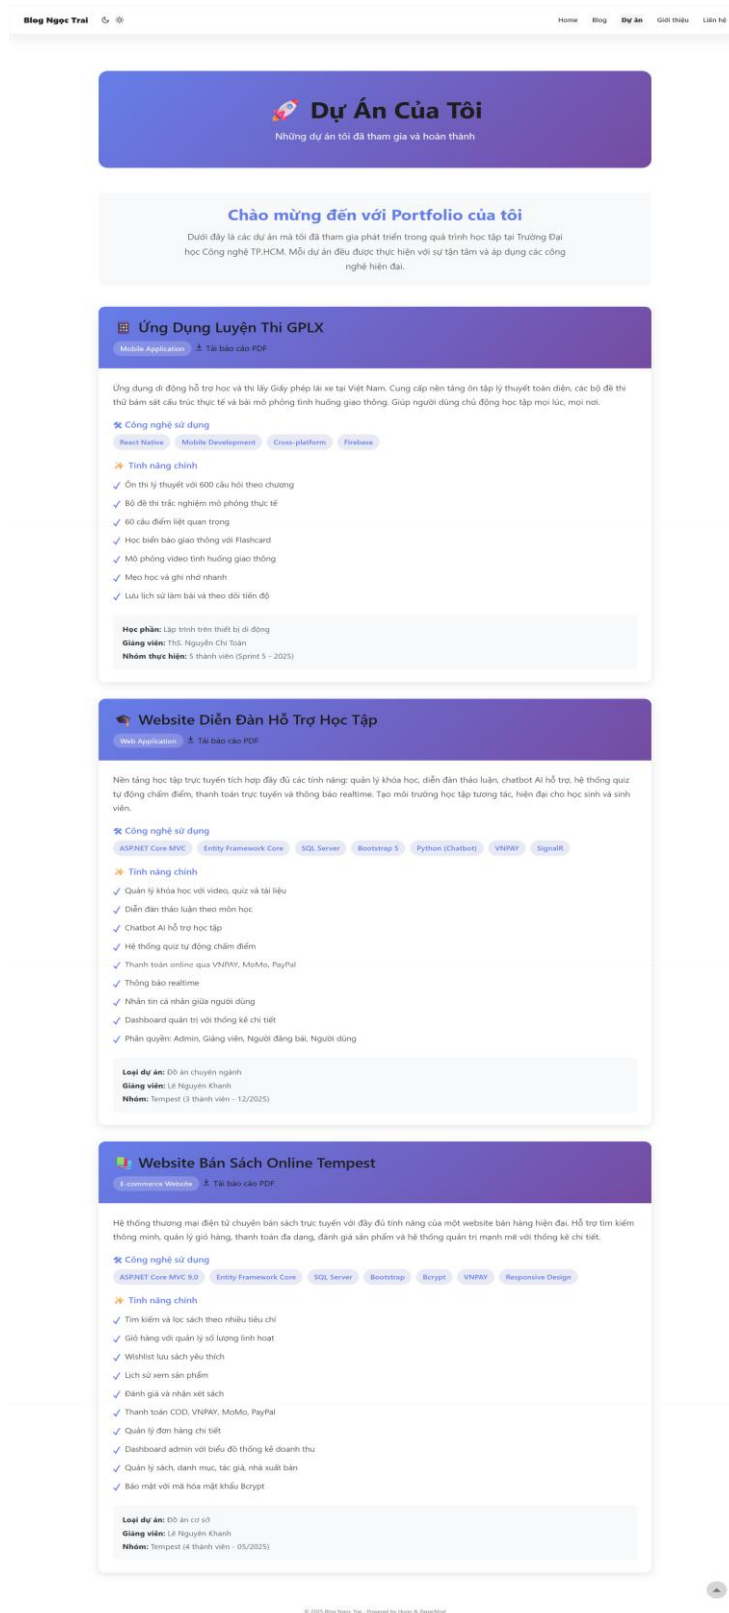 Blog Ngọc Trai
Home Blog Dự án Giới thiệu Liên hệ
Dự Án Của Tôi
Những dự án tôi đã tham gia và hoàn thành
Chào mừng đến với Portfolio của tôi
Dưới đây là các dự án mà tôi đã tham gia phát triển trong quá trình học tập tại Trường Đại
học Công nghệ TP.HCM. Mỗi dự án đều được thực hiện với sự tận tâm và áp dụng các công
nghệ hiện đại.
Ứng Dụng Luyện Thi GPLX
Mobile Application Tải báo cáo PDF
Ứng dụng di động hỗ trợ học và thi lấy Giấy phép lái xe tại Việt Nam. Cung cấp nền tảng ôn tập lý thuyết toàn diện, các bộ đề thi
thử bám sát cấu trúc thực tế và bài mô phỏng tình huống giao thông. Giúp người dùng chủ động học tập mọi lúc, mọi nơi.
Công nghệ sử dụng
React Native Mobile Development Cross-platform Firebase
Tính năng chính
Ôn thi lý thuyết với 600 câu hỏi theo chương
Bộ đề thi trắc nghiệm mô phỏng thực tế
60 câu điểm liệt quan trọng
Học biển báo giao thông với Flashcard
Mô phỏng video tình huống giao thông
Mẹo học và ghi nhớ nhanh
Lưu lịch sử làm bài và theo dõi tiến độ
Học phần: Lập trình trên thiết bị di động
Giảng viên: ThS. Nguyễn Chí Toàn
Nhóm thực hiện: 5 thành viên (Sprint 5 - 2025)
Website Diễn Đàn Hỗ Trợ Học Tập
Web Application Tải báo cáo PDF
Nền tảng học tập trực tuyến tích hợp đầy đủ các tính năng: quản lý khóa học, diễn đàn thảo luận, chatbot AI hỗ trợ, hệ thống quiz
tự động chấm điểm, thanh toán trực tuyến và thông báo realtime. Tạo môi trường học tập tương tác, hiện đại cho học sinh và sinh
viên.
Công nghệ sử dụng
ASP.NET Core MVC Entity Framework Core SQL Server Bootstrap 5 Python (Chatbot) VNPAY SignalR
Tính năng chính
Quản lý khóa học với video, quiz và tài liệu
Diễn đàn thảo luận theo môn học
Chatbot AI hỗ trợ học tập
Hệ thống quiz tự động chấm điểm
Thanh toán online qua VNPAY, MoMo, PayPal
Thông báo realtime
Nhắn tin cá nhân giữa người dùng
Dashboard quản trị với thống kê chi tiết
Phân quyền: Admin, Giảng viên, Người đăng bài, Người dùng
Loại dự án: Đồ án chuyên ngành
Giảng viên: Lê Nguyên Khanh
Nhóm: Tempest (3 thành viên - 12/2025)
Website Bán Sách Online Tempest
E-commerce Website Tải báo cáo PDF
Hệ thống thương mại điện tử chuyên bán sách trực tuyến với đầy đủ tính năng của một website bán hàng hiện đại. Hỗ trợ tìm kiếm
thông minh, quản lý giỏ hàng, thanh toán đa dạng, đánh giá sản phẩm và hệ thống quản trị mạnh mẽ với thống kê chi tiết.
Công nghệ sử dụng
ASP.NET Core MVC 9.0 Entity Framework Core SQL Server Bootstrap Bcrypt VNPAY Responsive Design
Tính năng chính
Tìm kiếm và lọc sách theo nhiều tiêu chí
Giỏ hàng với quản lý số lượng linh hoạt
Wishlist lưu sách yêu thích
Lịch sử xem sản phẩm
Đánh giá và nhận xét sách
Thanh toán COD, VNPAY, MoMo, PayPal
Quản lý đơn hàng chi tiết
Dashboard admin với biểu đồ thống kê doanh thu
Quản lý sách, danh mục, tác giả, nhà xuất bản
Bảo mật với mã hóa mật khẩu Bcrypt
Loại dự án: Đồ án cơ sở
Giảng viên: Lê Nguyên Khanh
Nhóm: Tempest (4 thành viên - 05/2025)
© 2025 Blog Ngọc Trai · Powered by Hugo & PaperMod